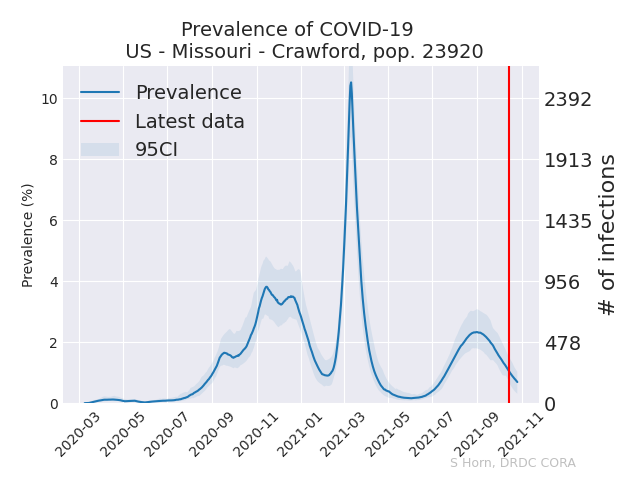 Prevalence of COVID-19
US - Missouri - Crawford, pop. 23920
Prevalence
Latest data
95CI
Prevalence (%)
10
8
6
4
2
0
2392
1913
1435
956
478
0
# of infections
2020-03
2020-05
2020-07
2020-09
2020-11
2021-01
2021-03
2021-05
2021-07
2021-09
2021-11
S Horn, DRDC CORA